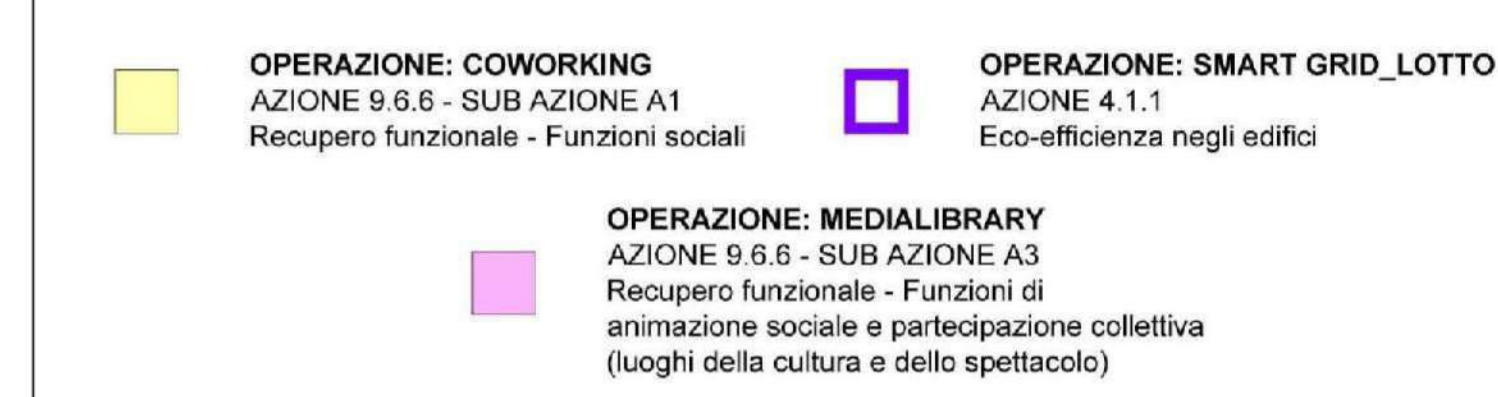 OPERAZIONE: COWORKING
AZIONE 9.6.6 - SUB AZIONE A1
Recupero funzionale - Funzioni sociali
OPERAZIONE: SMART GRID_LOTTO
AZIONE 4.1.1
Eco-efficienza negli edifici
OPERAZIONE: MEDIALIBRARY
AZIONE 9.6.6 - SUB AZIONE A3
Recupero funzionale - Funzioni di
animazione sociale e partecipazione collettiva
(luoghi della cultura e dello spettacolo)